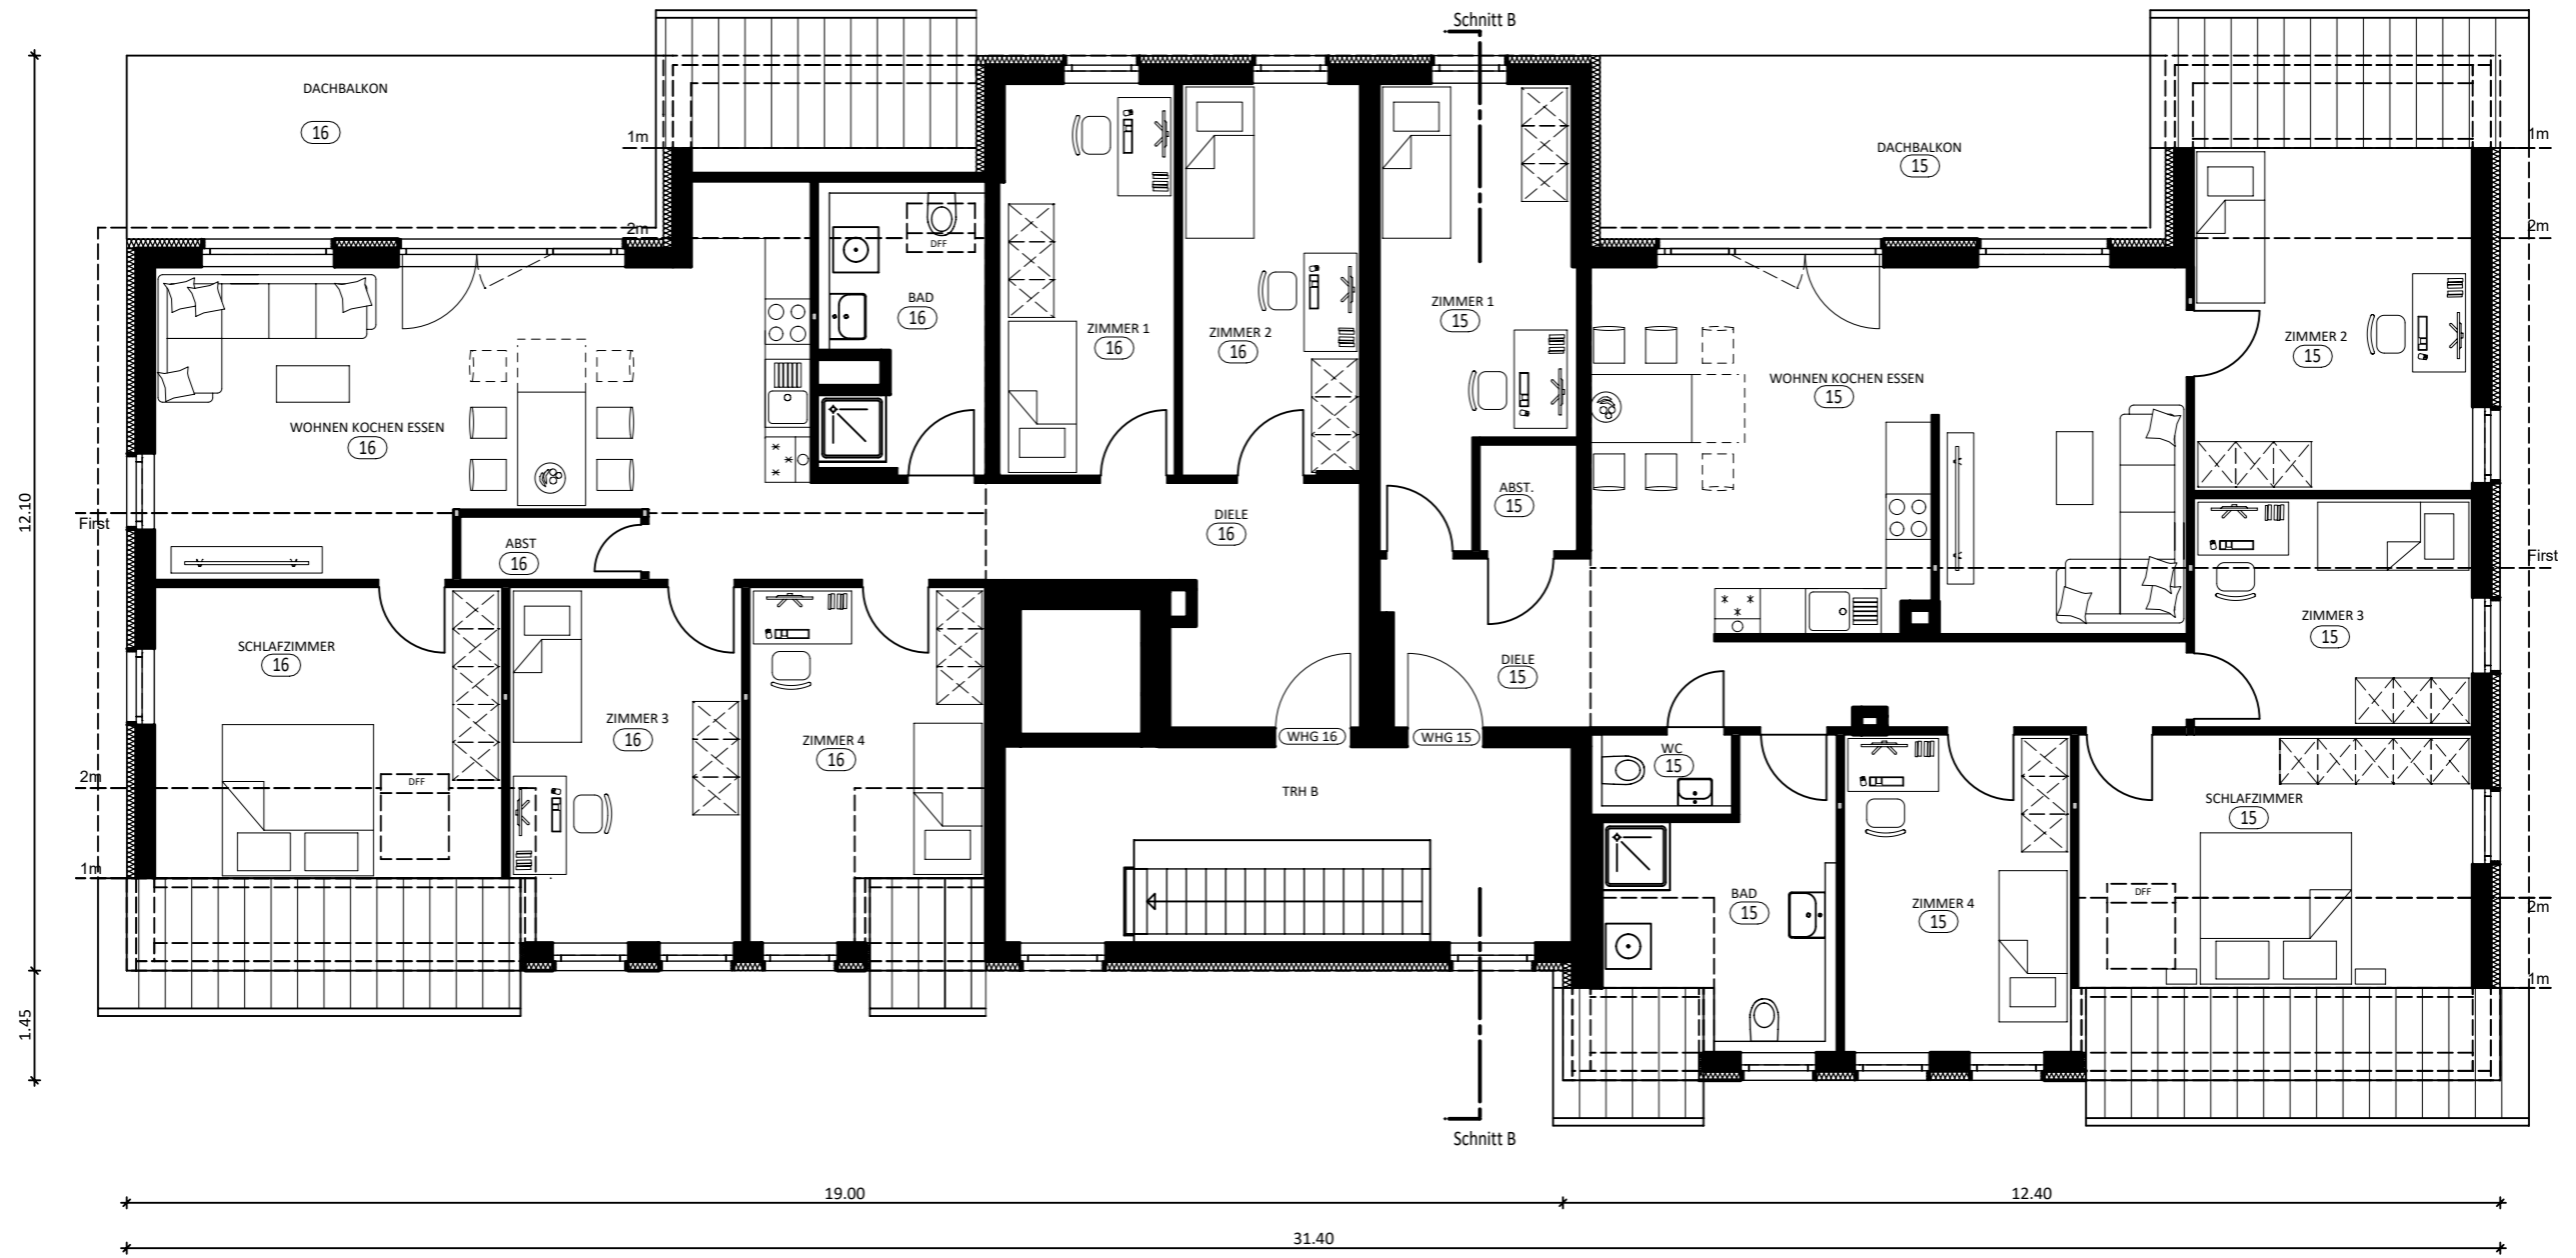 Schnitt B
DACHBALKON
16
1m
2m
DACHBALKON
15
1m
2m
DFF
BAD
16
ZIMMER 1
16
ZIMMER 2
16
ZIMMER 1
15
ZIMMER 2
15
WOHNEN KOCHEN ESSEN
16
WOHNEN KOCHEN ESSEN
15
12.10
First
ABST
16
DIELE
16
ABST.
15
First
SCHLAFZIMMER
16
ZIMMER 3
16
ZIMMER 4
16
DIELE
15
ZIMMER 3
15
WHG 16
WHG 15
WC
15
2m
DFF
TRH B
SCHLAFZIMMER
15
1m
BAD
15
ZIMMER 4
15
DFF
2m
1m
1.45
Schnitt B
19.00
12.40
31.40